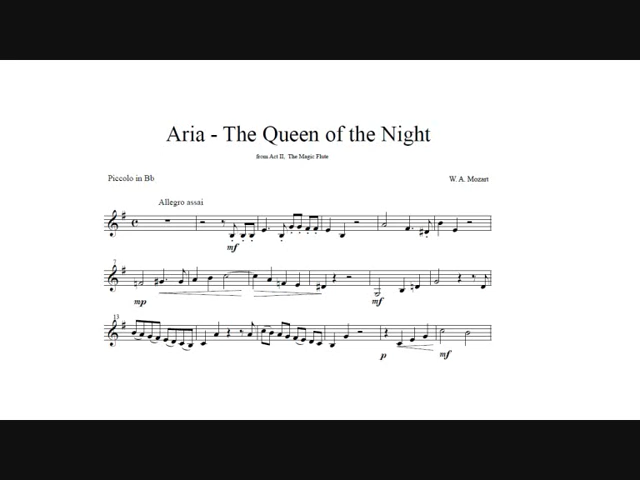 Aria - The Queen of the Night
from Act II, The Magic Flute
Piccolo in Bb
W. A. Mozart
Allegro assai
mf
7
mp
mf
13
p
mf